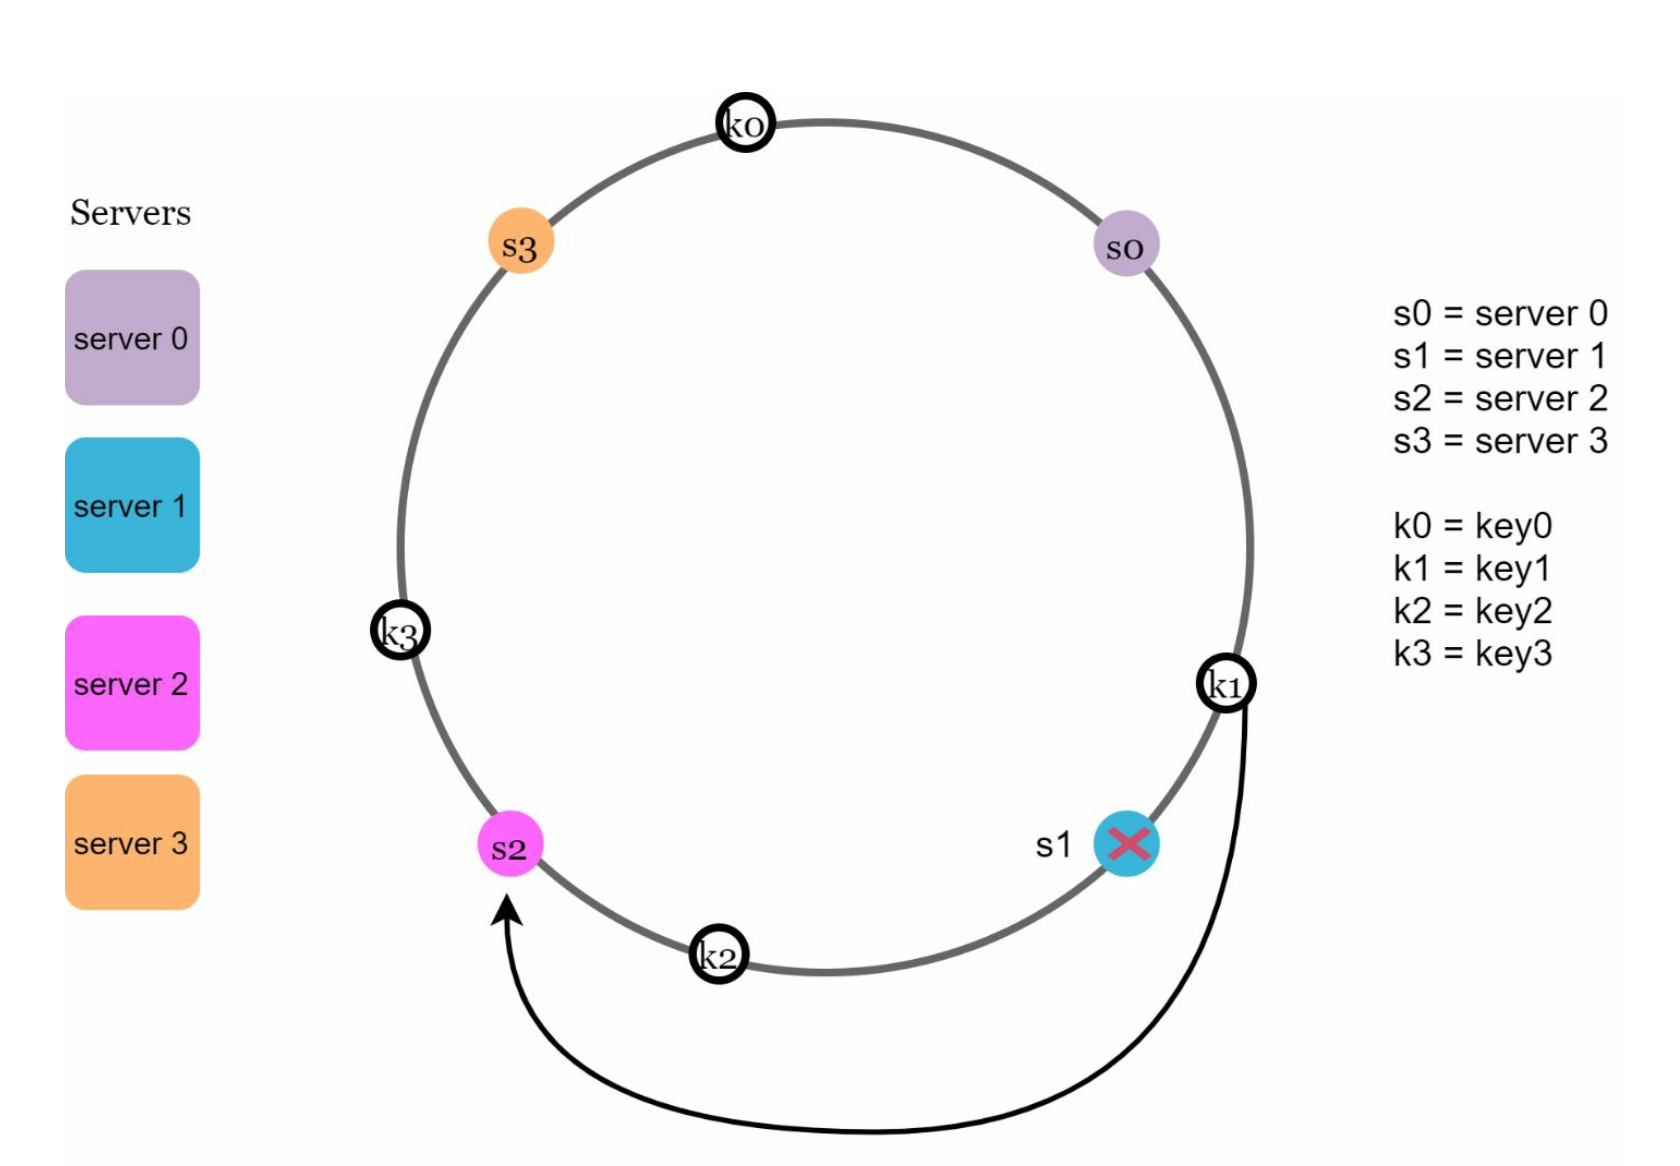 Servers
server 0
server 1
server 2
server 3
k0
s3
s0
k3
k1
s2
s1
k2
s0 = server 0
s1 = server 1
s2 = server 2
s3 = server 3
k0 = key0
k1 = key1
k2 = key2
k3 = key3